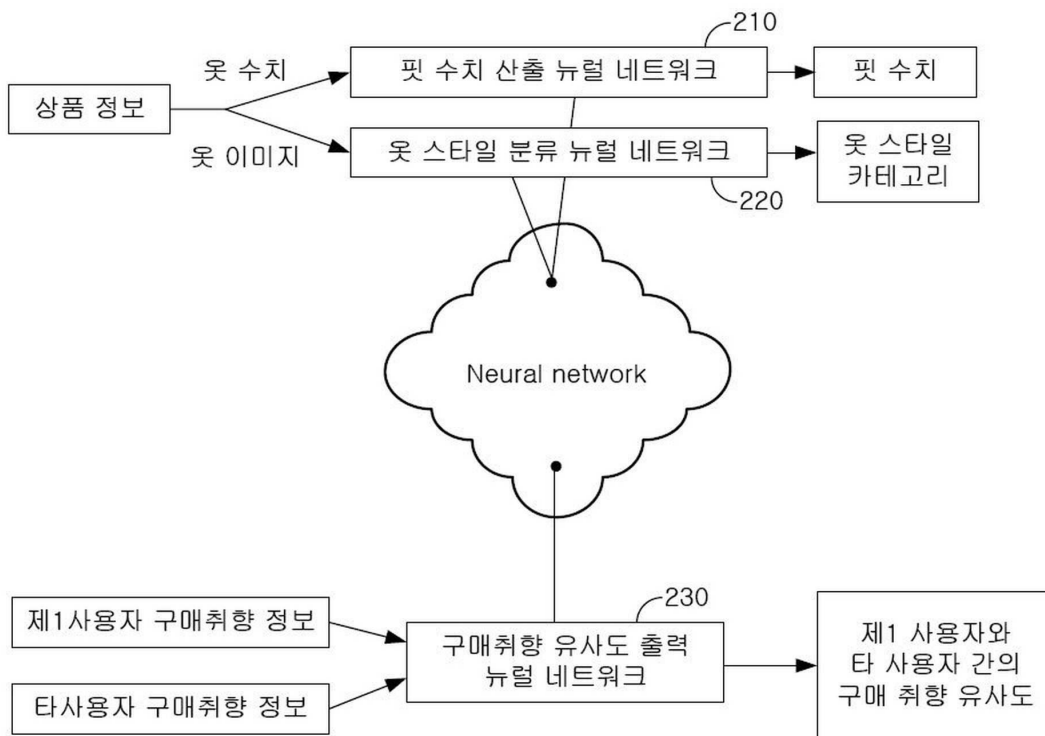 210
옷 수치
핏 수치 산출 뉴럴 네트워크
핏 수치
상품 정보
옷 이미지
옷 스타일 분류 뉴럴 네트워크
옷 스타일
카테고리
220
Neural network
230
제1사용자 구매취향 정보
구매취향 유사도 출력
뉴럴 네트워크
타사용자 구매취향 정보
제1 사용자와
타 사용자 간의
구매 취향 유사도